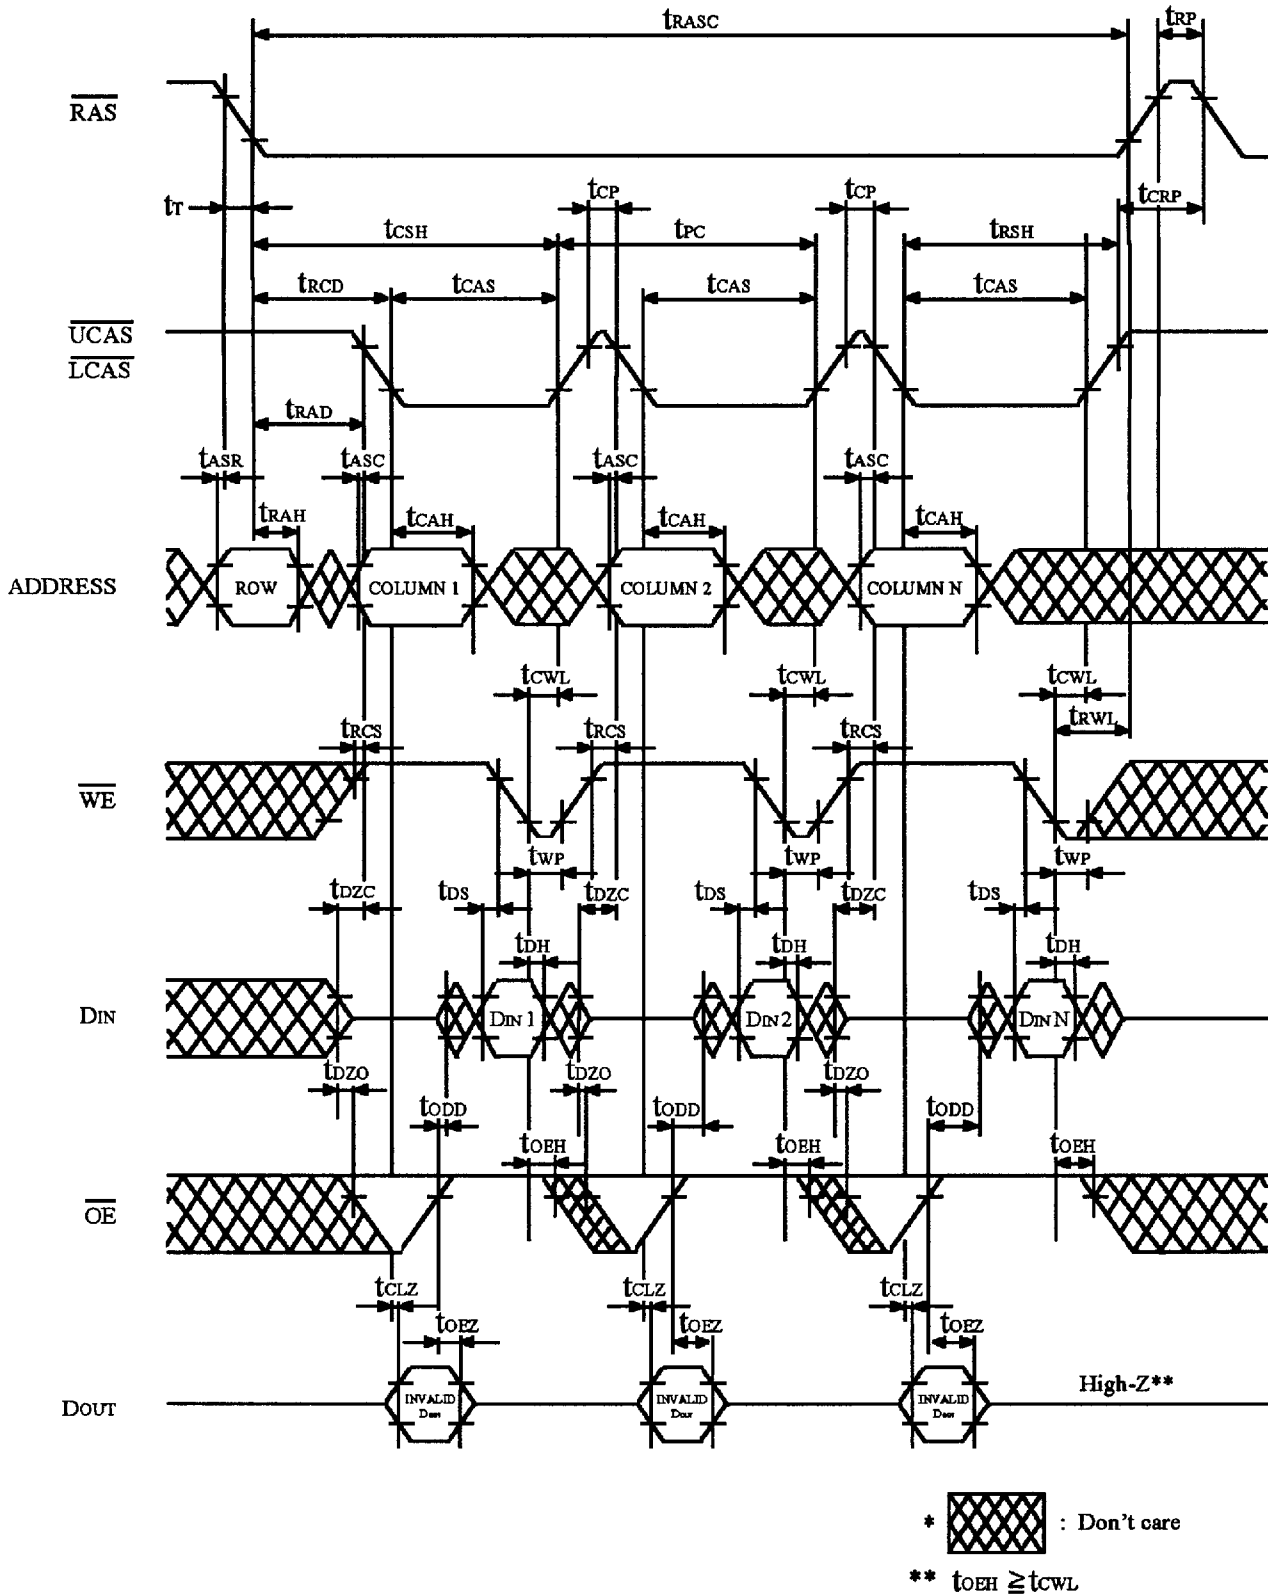 tRASC tRP
RAS
tT tCP tCP tCRP
tCSH tPC tRSH
tRCD tCAS tCAS tCAS
UCAS
LCAS
tRAD
tASR tASC tASC tASC
tRAH tCAH tCAH tCAH
ADDRESS ROW COLUMN 1 COLUMN 2 COLUMN N
tCWL tCWL tCWL
tRCS tRCS tRCS tRWL
WE
tWP tWP tWP
tDZC tDS tDZC tDS tDZC tDS
tDH tDH tDH
DIN DIN 1 DIN 2 DIN N
tDZO tDZO tDZO
tODD tODD tODD
tOEH tOEH tOEH
OE
tCLZ tCLZ tCLZ
tOEZ tOEZ tOEZ
High-Z**
DOUT INVALID DOUT INVALID DOUT INVALID DOUT
* : Don't care
** tOEH ≧ tCWL